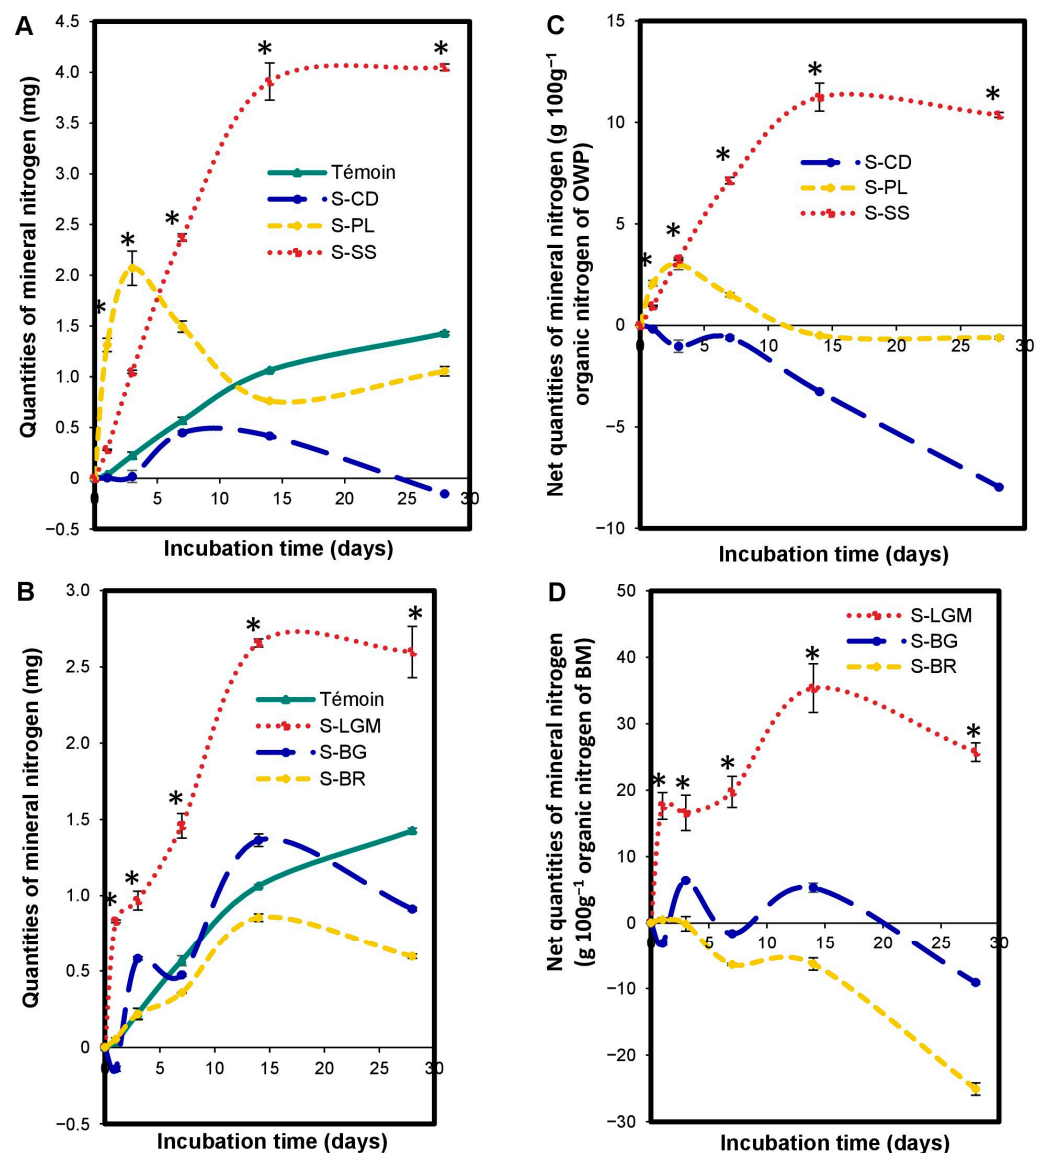 A
Quantities of mineral nitrogen (mg)
4.5
4.0
3.5
3.0
2.5
2.0
1.5
1.0
0.5
0
−0.5
0 5 10 15 20 25 30
Incubation time (days)
* * * * *
Témoin
S-CD
S-PL
S-SS
C
Net quantities of mineral nitrogen (g 100g⁻¹
organic nitrogen of OWP)
15
10
5
0
−5
−10
0 5 10 15 20 25 30
Incubation time (days)
* * * * *
S-CD
S-PL
S-SS
B
Quantities of mineral nitrogen (mg)
3.0
2.5
2.0
1.5
1.0
0.5
0
−0.5
0 5 10 15 20 25 30
Incubation time (days)
* * * * *
Témoin
S-LGM
S-BG
S-BR
D
Net quantities of mineral nitrogen
(g 100g⁻¹ organic nitrogen of BM)
50
40
30
20
10
0
−10
−20
−30
0 5 10 15 20 25 30
Incubation time (days)
* * * * *
S-LGM
S-BG
S-BR